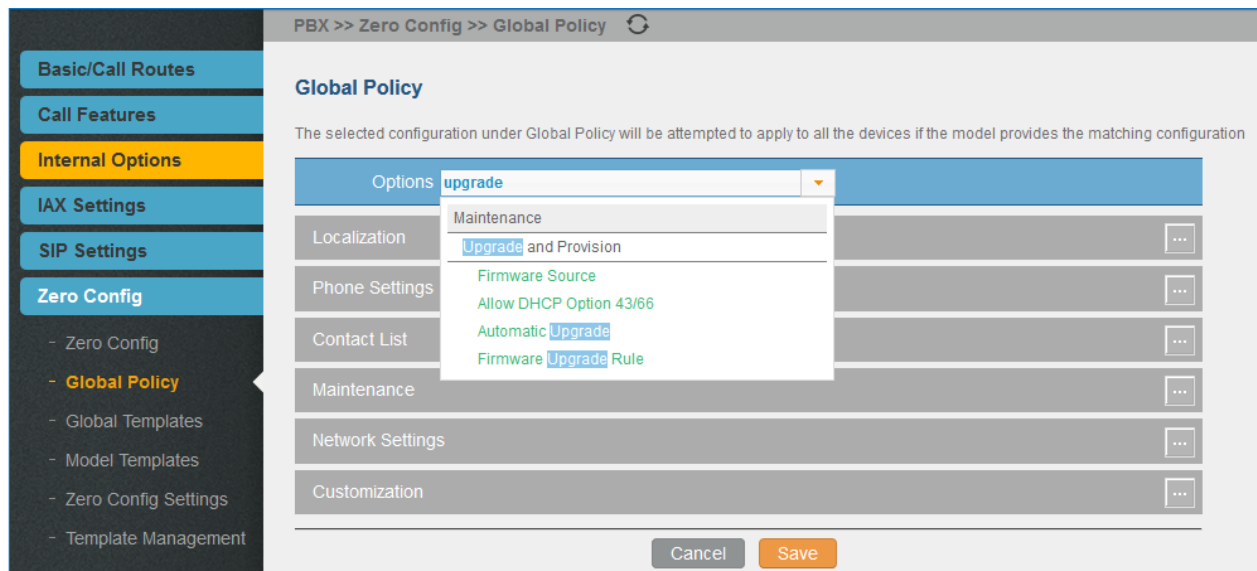 PBX >> Zero Config >> Global Policy
Basic/Call Routes
Call Features
Internal Options
IAX Settings
SIP Settings
Zero Config
- Zero Config
- Global Policy
- Global Templates
- Model Templates
- Zero Config Settings
- Template Management
Global Policy
The selected configuration under Global Policy will be attempted to apply to all the devices if the model provides the matching configuration
Options upgrade
Maintenance
Upgrade and Provision
Firmware Source
Allow DHCP Option 43/66
Automatic Upgrade
Firmware Upgrade Rule
Localization ...
Phone Settings ...
Contact List ...
Maintenance ...
Network Settings ...
Customization ...
Cancel Save